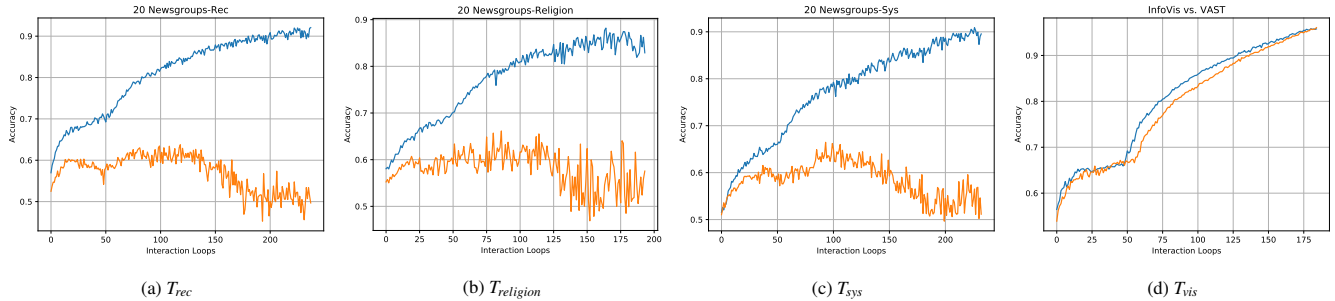 20 Newsgroups-Rec
Accuracy
0.9
0.8
0.7
0.6
0.5
0 50 100 150 200
Interaction Loops
(a) T_rec
20 Newsgroups-Religion
Accuracy
0.9
0.8
0.7
0.6
0.5
0 25 50 75 100 125 150 175 200
Interaction Loops
(b) T_religion
20 Newsgroups-Sys
Accuracy
0.9
0.8
0.7
0.6
0.5
0 50 100 150 200
Interaction Loops
(c) T_sys
InfoVis vs. VAST
Accuracy
0.9
0.8
0.7
0.6
0 25 50 75 100 125 150 175
Interaction Loops
(d) T_vis